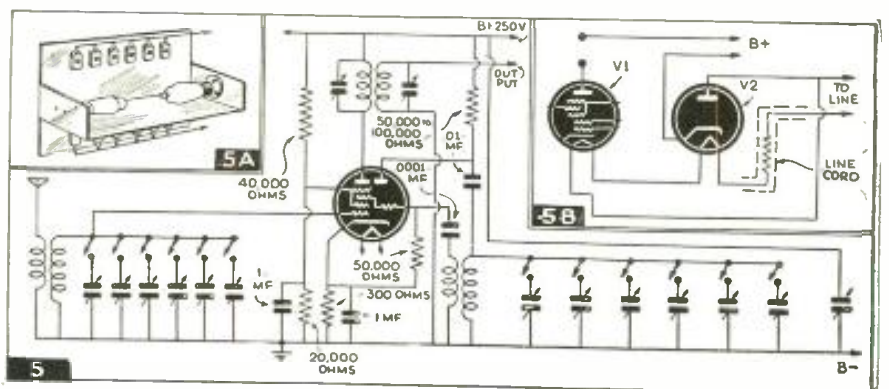 5A
B+250V
OUT
PUT
50,000 TO
100,000
OHMS
.01
MF
.0001
MF
40,000
OHMS
50,000
OHMS
300 OHMS
.1 MF
.1
MF
20,000
OHMS
5
B-
V1
B+
V2
TO
LINE
LINE
CORD
5B